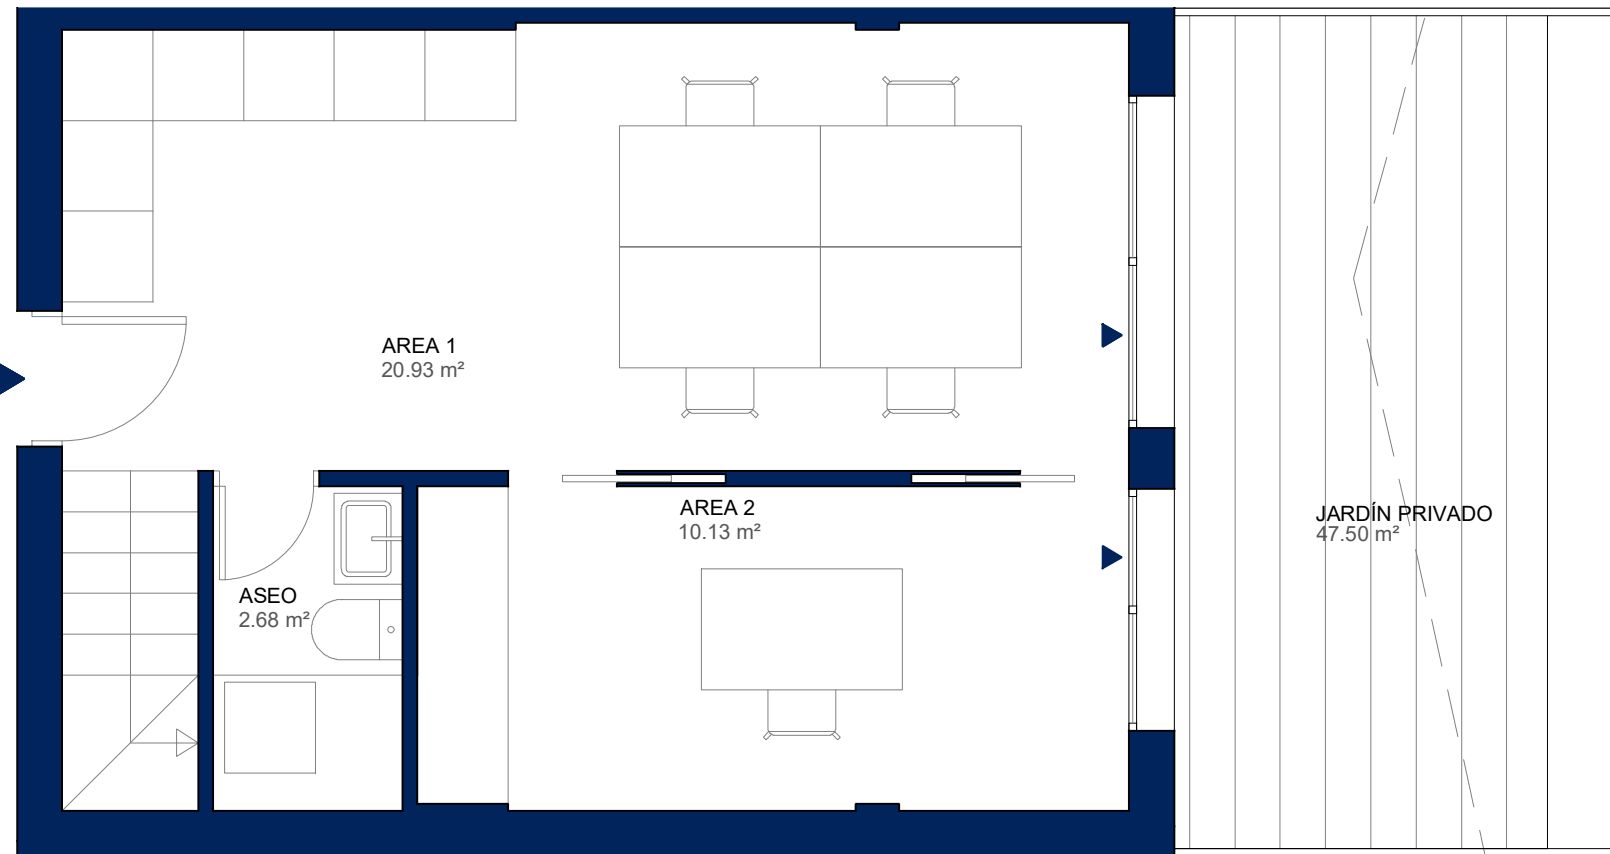 AREA 1
20.93 m²
AREA 2
10.13 m²
JARDÍN PRIVADO
47.50 m²
ASEO
2.68 m²